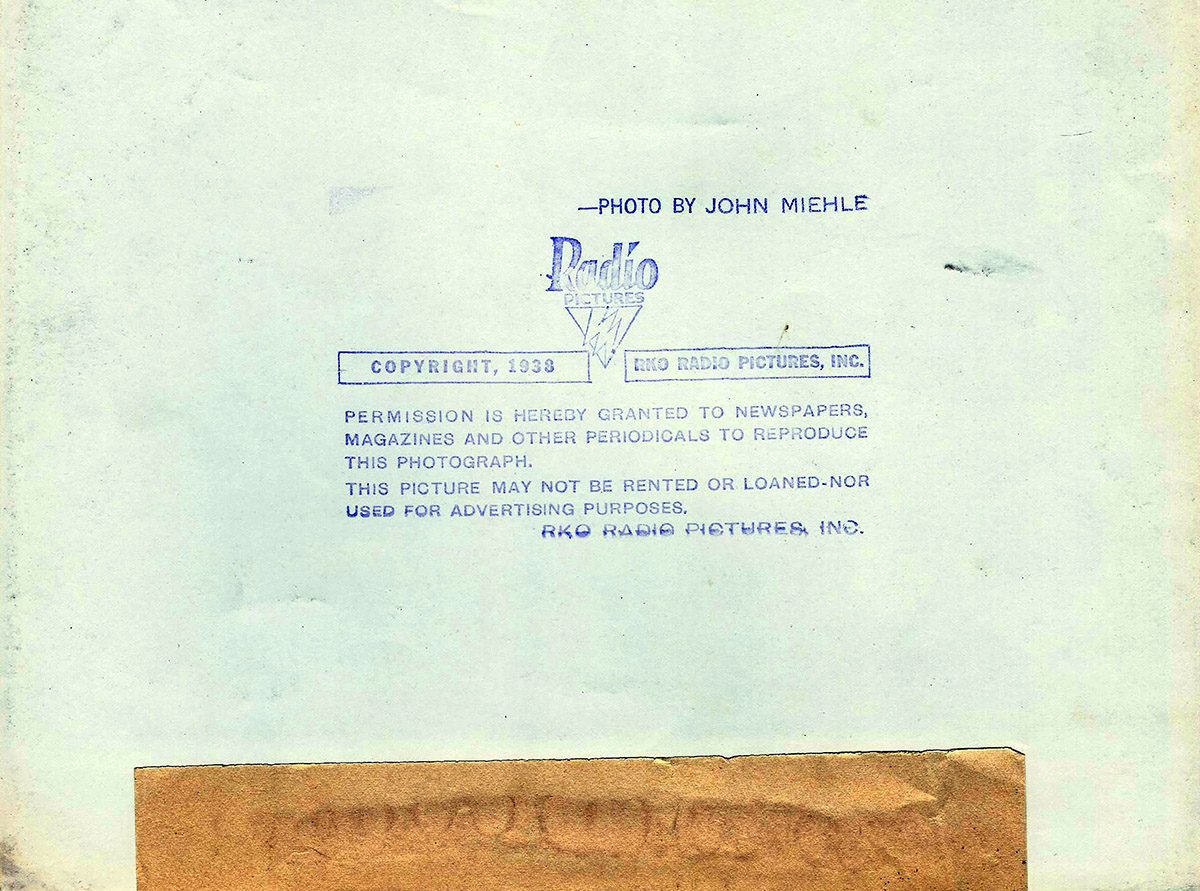 —PHOTO BY JOHN MIEHLE
Radio
PICTURES
COPYRIGHT, 1938
RKO RADIO PICTURES, INC.
PERMISSION IS HEREBY GRANTED TO NEWSPAPERS,
MAGAZINES AND OTHER PERIODICALS TO REPRODUCE
THIS PHOTOGRAPH.
THIS PICTURE MAY NOT BE RENTED OR LOANED-NOR
USED FOR ADVERTISING PURPOSES.
RKO RADIO PICTURES, INC.